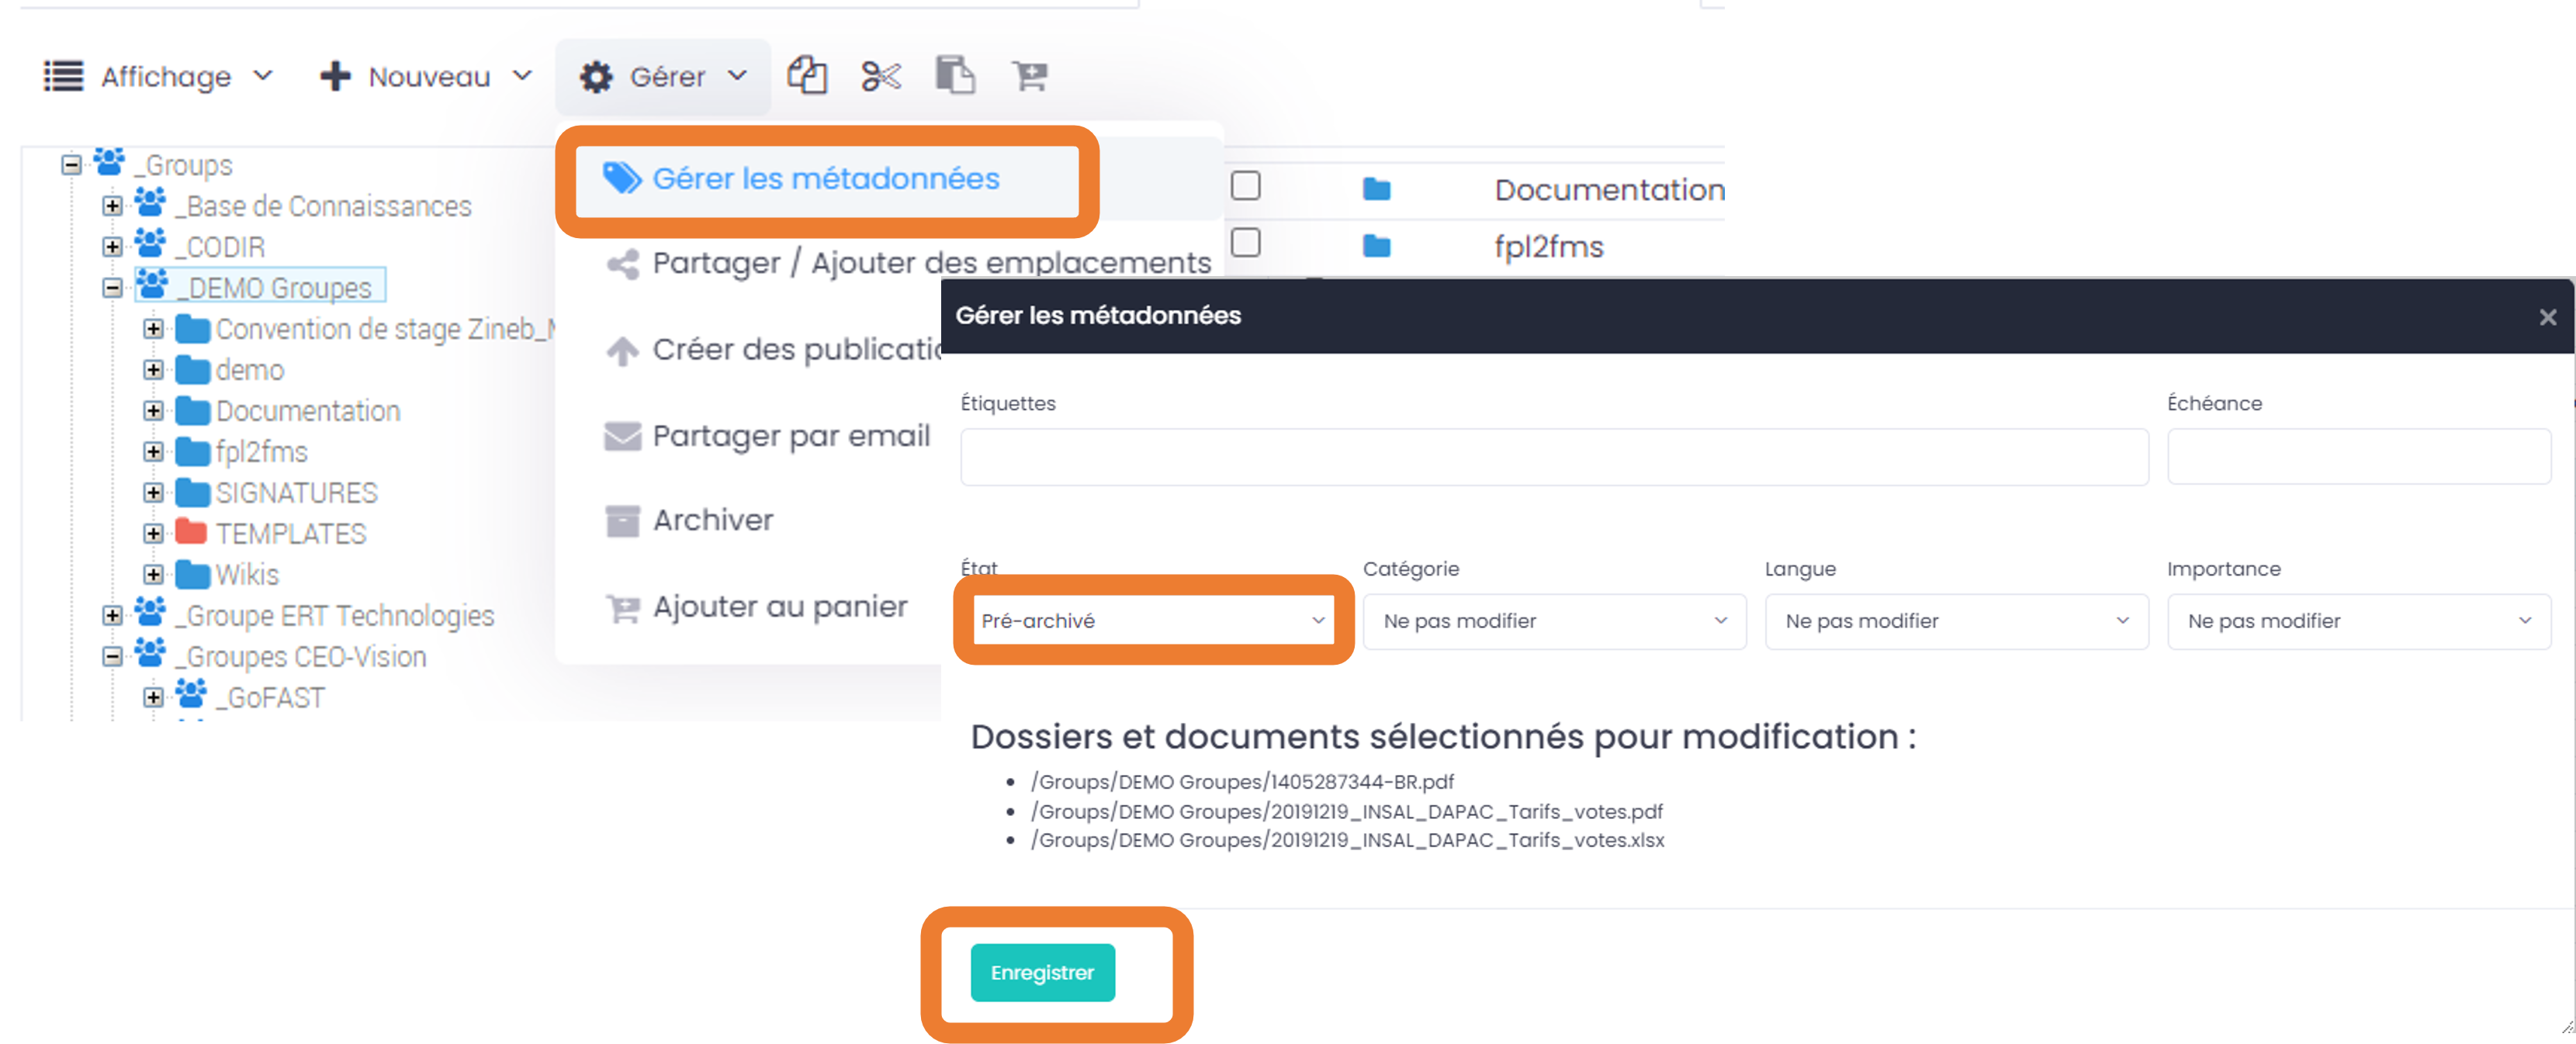 Affichage
Nouveau
Gérer
_Groups
_Base de Connaissances
_CODIR
_DEMO Groupes
Convention de stage Zineb_
demo
Documentation
fpl2fms
SIGNATURES
TEMPLATES
Wikis
_Groupe ERT Technologies
_Groupes CEO-Vision
_GoFAST
Gérer les métadonnées
Partager / Ajouter des emplacements
Créer des publicatio
Partager par email
Archiver
Ajouter au panier
Documentation
fpl2fms
Gérer les métadonnées
Étiquettes
Échéance
État
Catégorie
Langue
Importance
Pré-archivé
Ne pas modifier
Ne pas modifier
Ne pas modifier
Dossiers et documents sélectionnés pour modification :
/Groups/DEMO Groupes/1405287344-BR.pdf
/Groups/DEMO Groupes/20191219_INSAL_DAPAC_Tarifs_votes.pdf
/Groups/DEMO Groupes/20191219_INSAL_DAPAC_Tarifs_votes.xlsx
Enregistrer